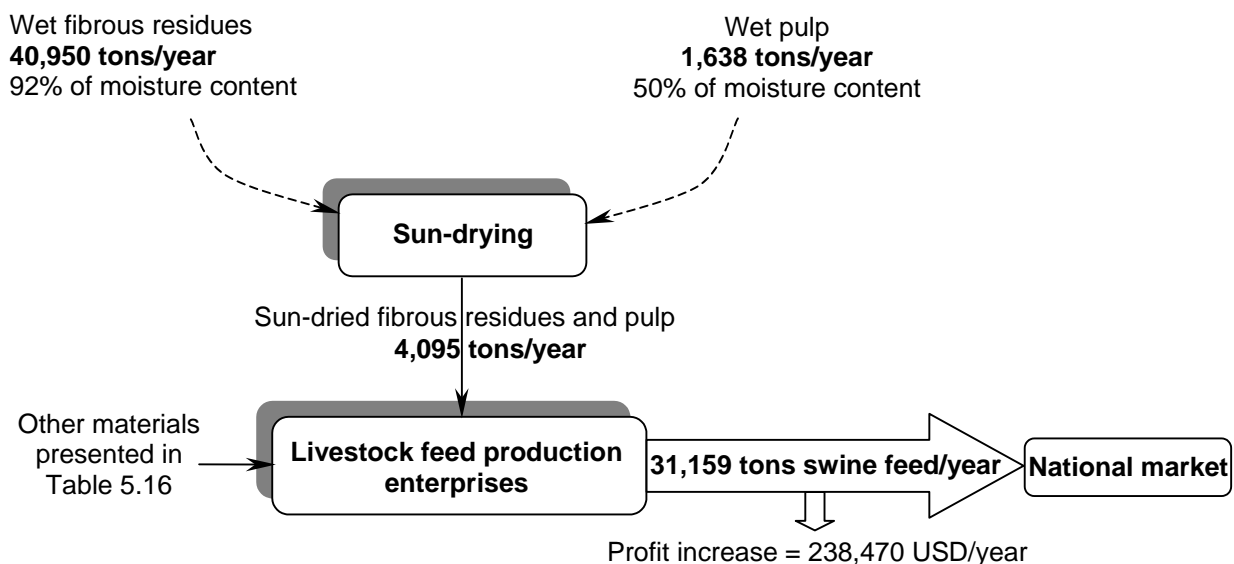 Wet fibrous residues
40,950 tons/year
92% of moisture content
Wet pulp
1,638 tons/year
50% of moisture content
Sun-drying
Sun-dried fibrous residues and pulp
4,095 tons/year
Other materials
presented in
Table 5.16
Livestock feed production
enterprises
31,159 tons swine feed/year
National market
Profit increase = 238,470 USD/year